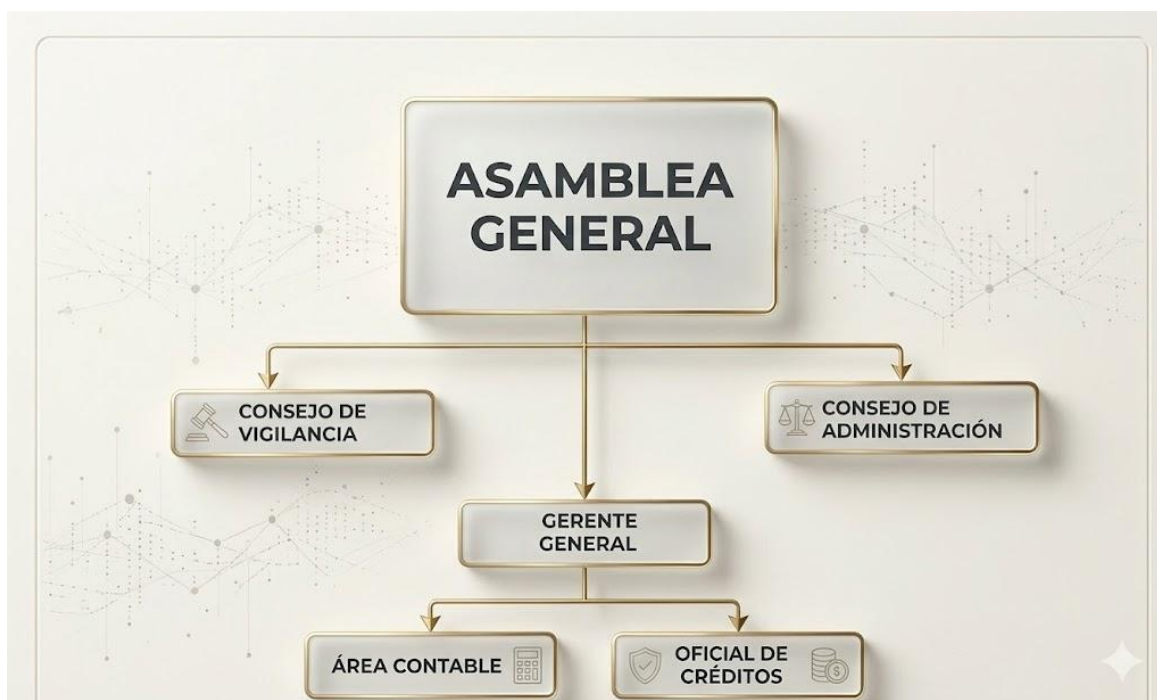 ASAMBLEA
GENERAL
CONSEJO DE
VIGILANCIA
CONSEJO DE
ADMINISTRACIÓN
GERENTE
GENERAL
ÁREA CONTABLE
OFICIAL DE
CRÉDITOS
$